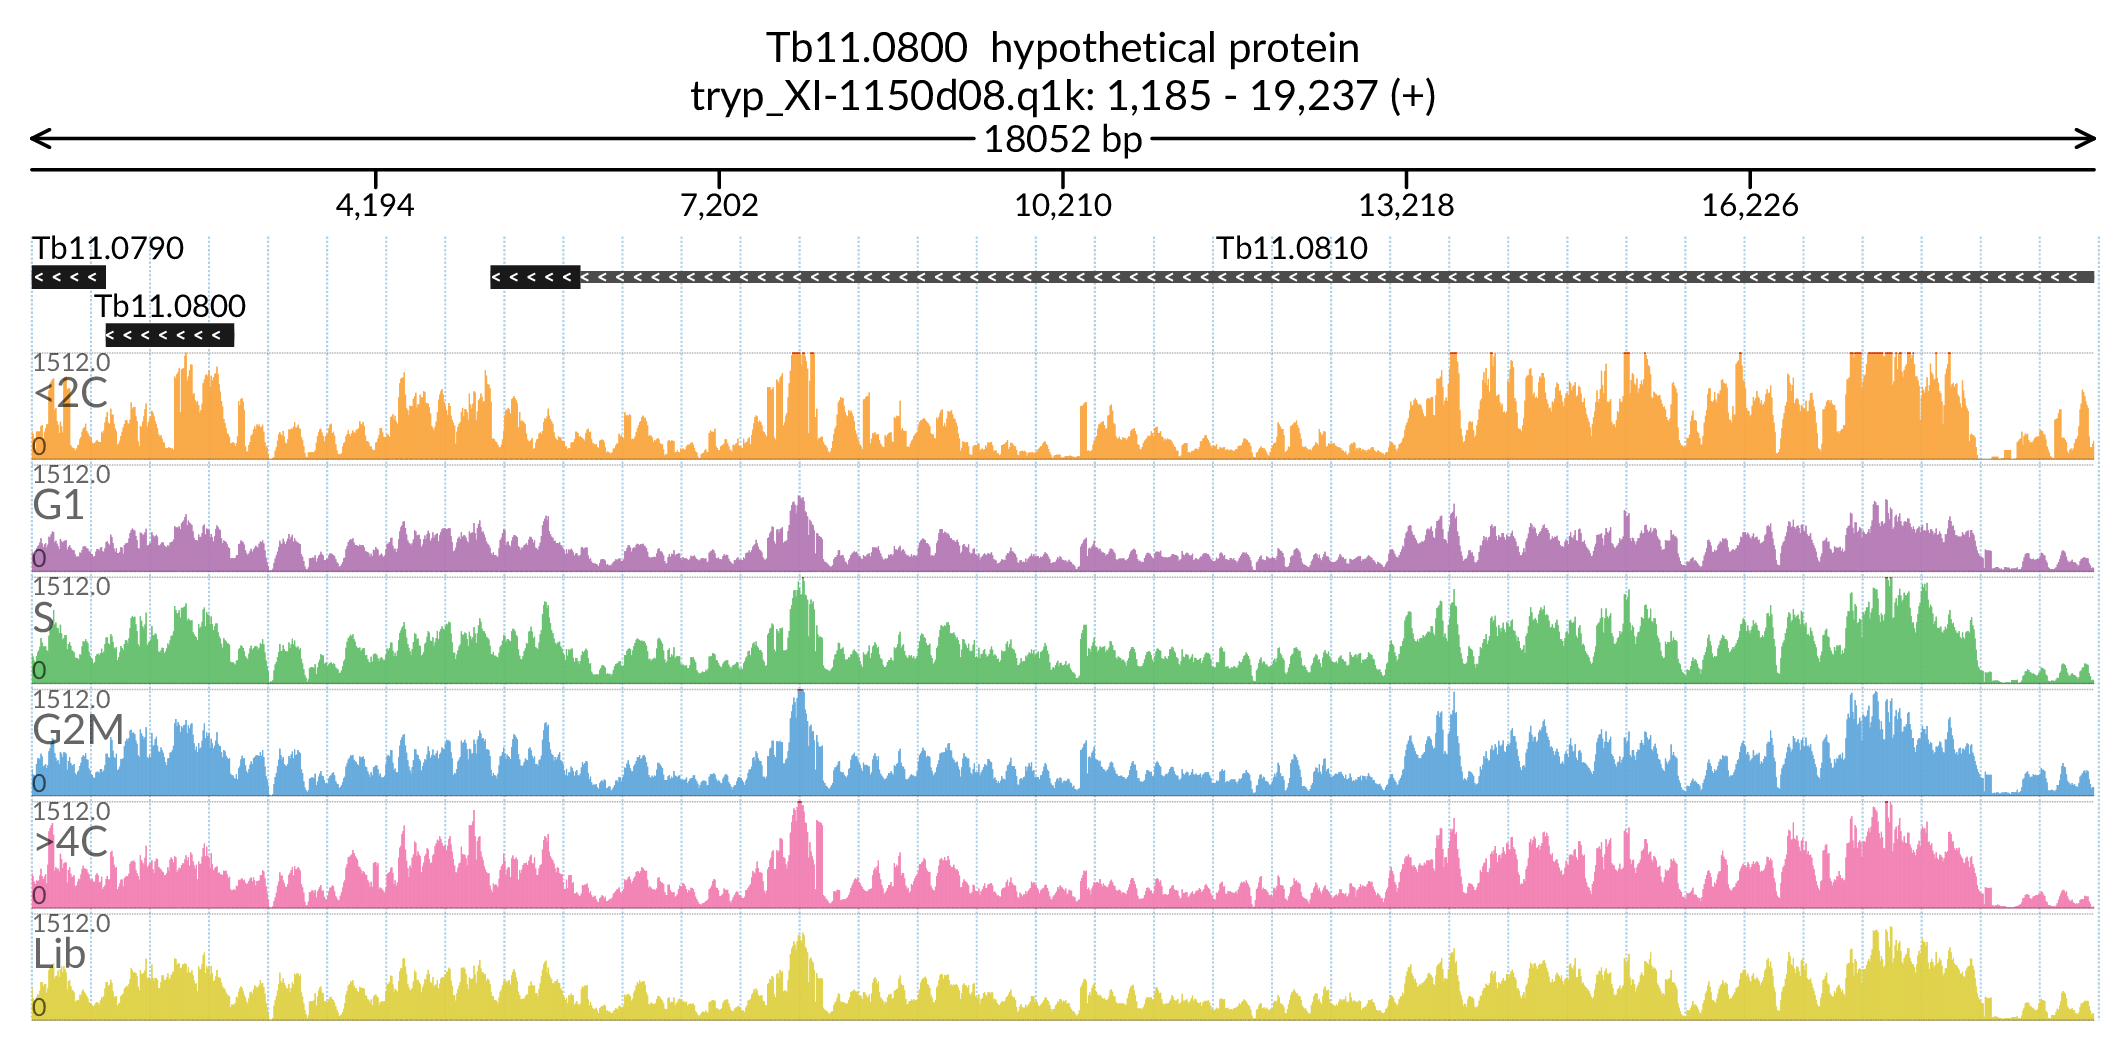 Tb11.0800  hypothetical protein
tryp_XI-1150d08.q1k: 1,185 - 19,237 (+)
18052 bp
4,194 7,202 10,210 13,218 16,226
Tb11.0790 Tb11.0810
Tb11.0800
1512.0
<2C
0
1512.0
G1
0
1512.0
S
0
1512.0
G2M
0
1512.0
>4C
0
1512.0
Lib
0